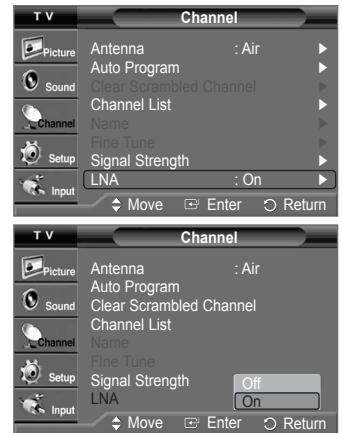 T V Channel
Picture
Sound
Channel
Setup
Input
Antenna : Air
Auto Program
Clear Scrambled Channel
Channel List
Name
Fine Tune
Signal Strength
LNA : On
Move Enter Return
T V Channel
Picture
Sound
Channel
Setup
Input
Antenna : Air
Auto Program
Clear Scrambled Channel
Channel List
Name
Fine Tune
Signal Strength
LNA
Off
On
Move Enter Return